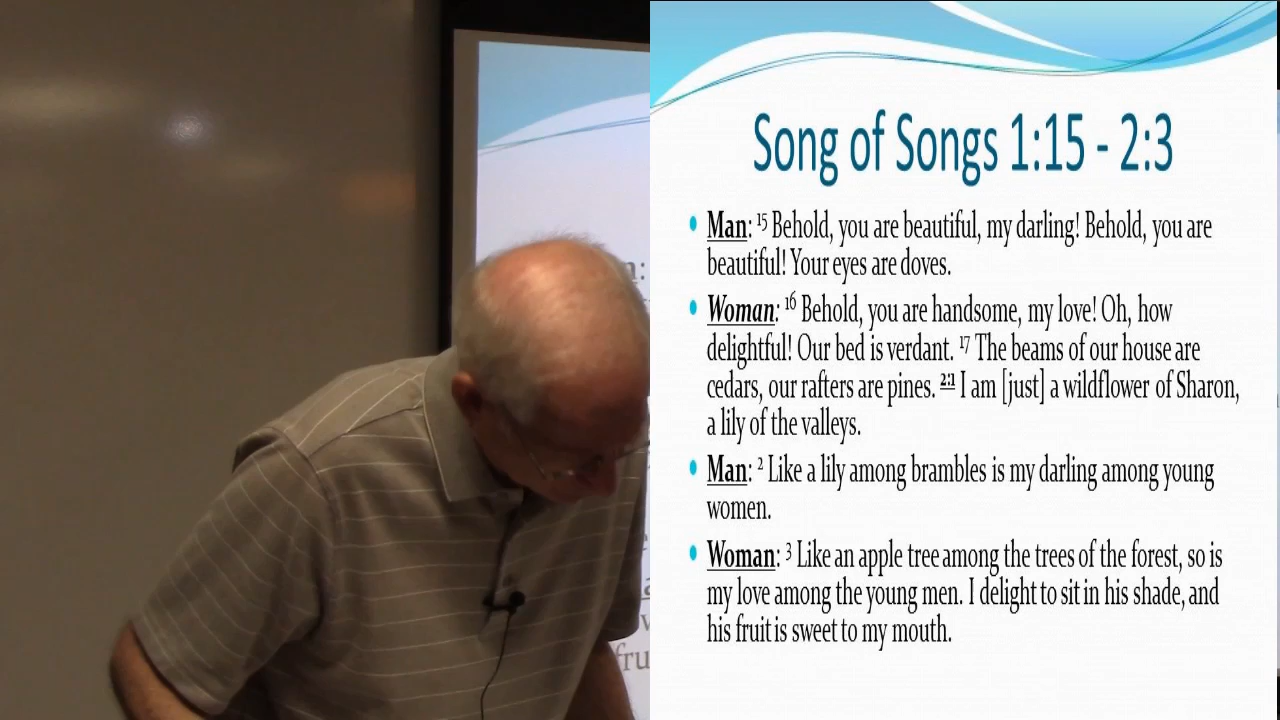 Song of Songs 1:15 - 2:3
• Man: 15 Behold, you are beautiful, my darling! Behold, you are
beautiful! Your eyes are doves.
• Woman: 16 Behold, you are handsome, my love! Oh, how
delightful! Our bed is verdant. 17 The beams of our house are
cedars, our rafters are pines. 2:1 I am [just] a wildflower of Sharon,
a lily of the valleys.
• Man: 2 Like a lily among brambles is my darling among young
women.
• Woman: 3 Like an apple tree among the trees of the forest, so is
my love among the young men. I delight to sit in his shade, and
his fruit is sweet to my mouth.